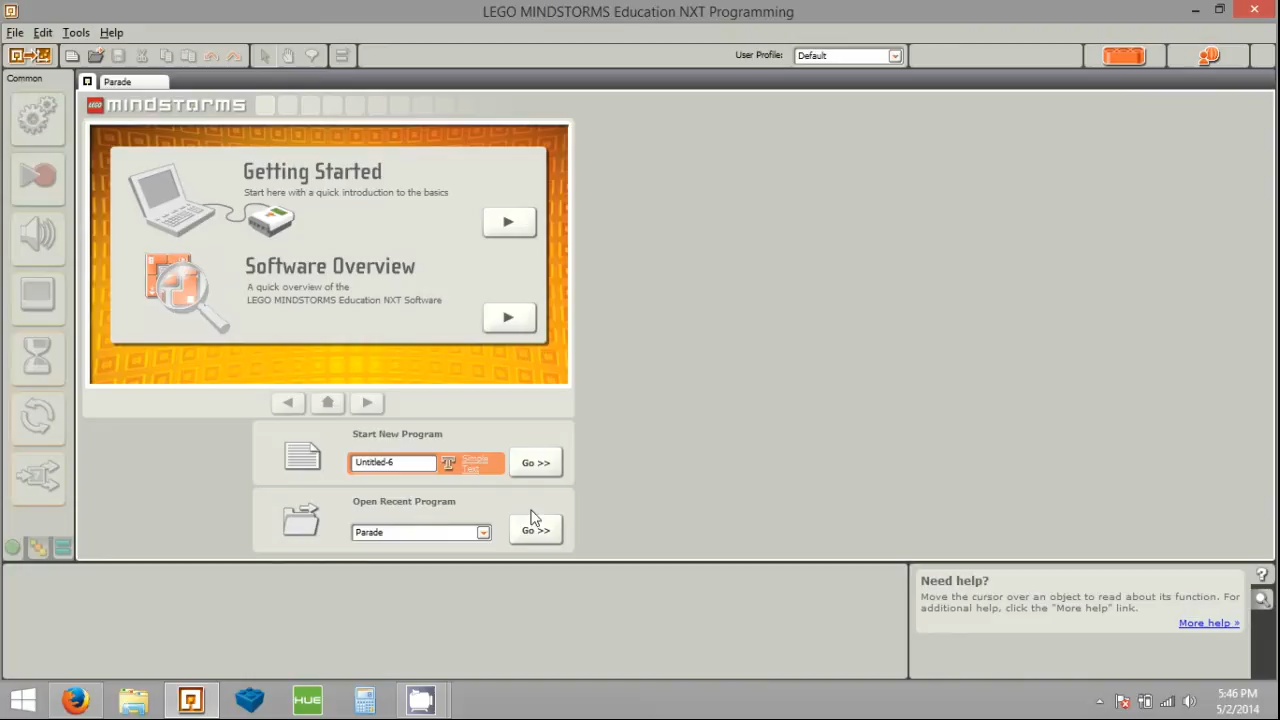 LEGO MINDSTORMS Education NXT Programming
File Edit Tools Help
User Profile: Default
Common
Parade
LEGO mindstorms
Getting Started
Start here with a quick introduction to the basics
Software Overview
A quick overview of the
LEGO MINDSTORMS Education NXT Software
Start New Program
Untitled-6 T Simple Text Go >>
Open Recent Program
Parade Go >>
Need help?
Move the cursor over an object to read about its function. For
additional help, click the "More help" link.
More help »
HUE
5:46 PM
5/2/2014